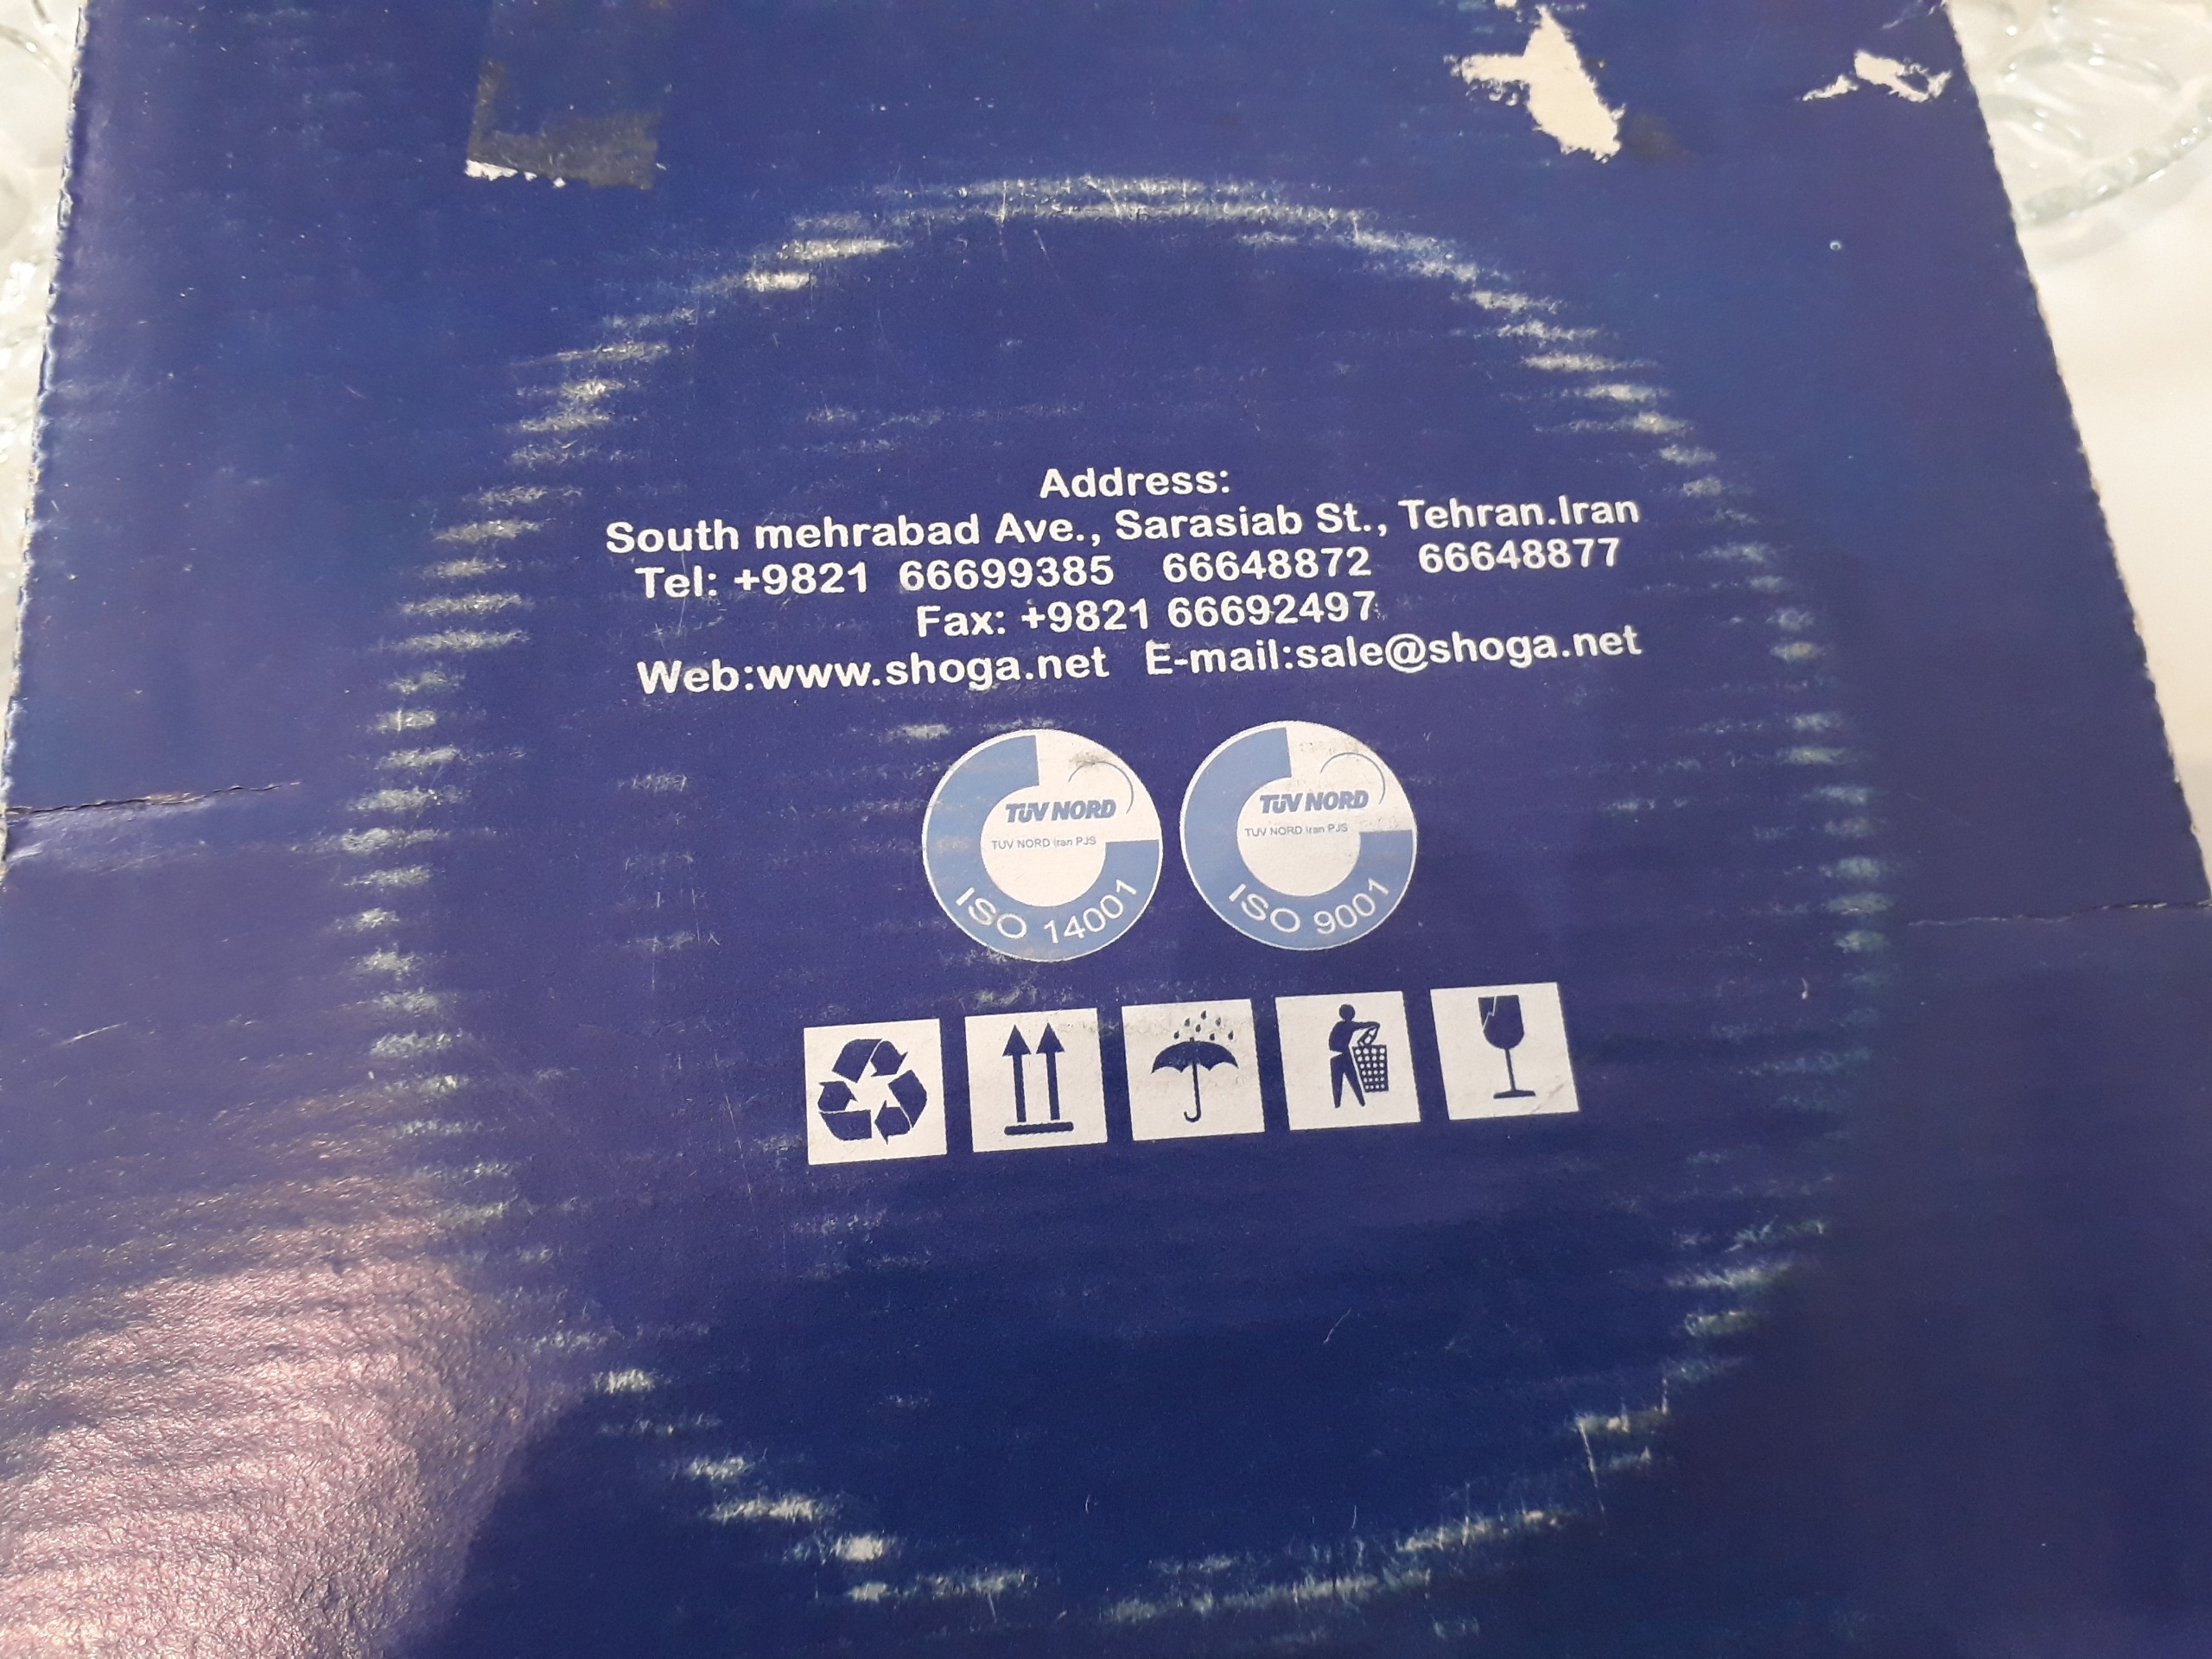 Address:
South mehrabad Ave., Sarasiab St., Tehran.Iran
Tel: +9821 66699385 66648872 66648877
Fax: +9821 66692497
Web:www.shoga.net E-mail:sale@shoga.net
TÜV NORD
TUV NORD Iran PJS
ISO 14001
TÜV NORD
TUV NORD Iran PJS
ISO 9001